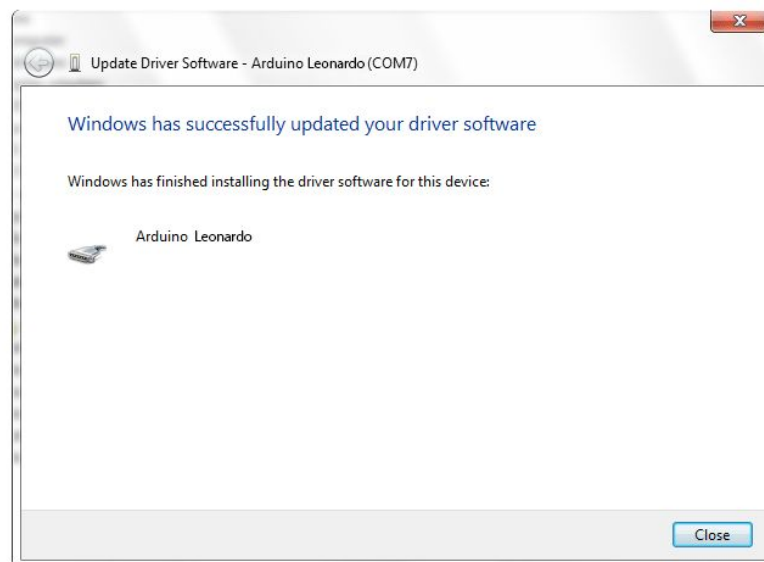 Update Driver Software - Arduino Leonardo (COM7)
Windows has successfully updated your driver software
Windows has finished installing the driver software for this device:
Arduino Leonardo
Close